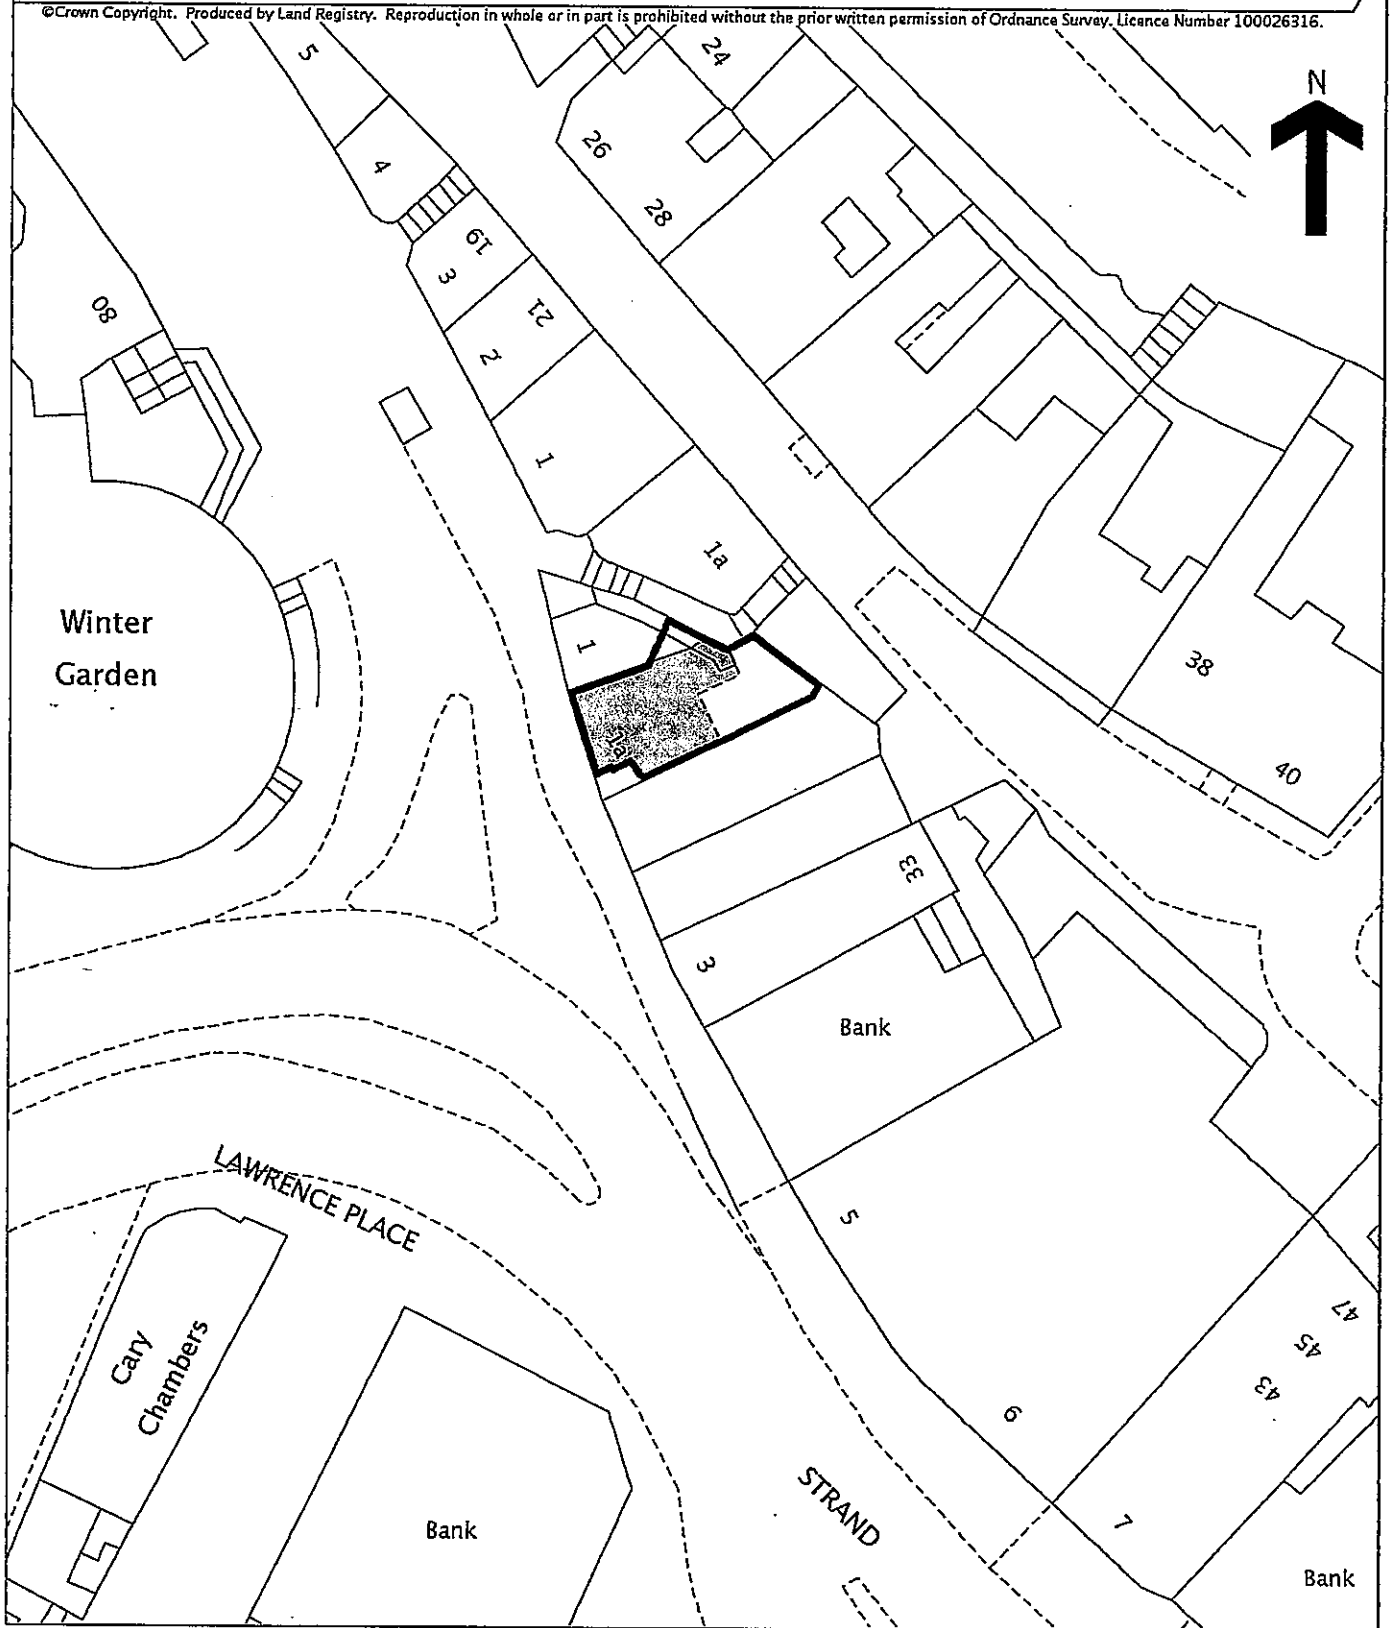 ©Crown Copyright. Produced by Land Registry. Reproduction in whole or in part is prohibited without the prior written permission of Ordnance Survey. Licence Number 100026316.
N
5
24
4
26
28
19
3
21
2
80
1
1a
Winter
Garden
1
38
1a
40
33
3
Bank
LAWRENCE PLACE
5
47
45
43
Cary
Chambers
6
STRAND
7
Bank
Bank